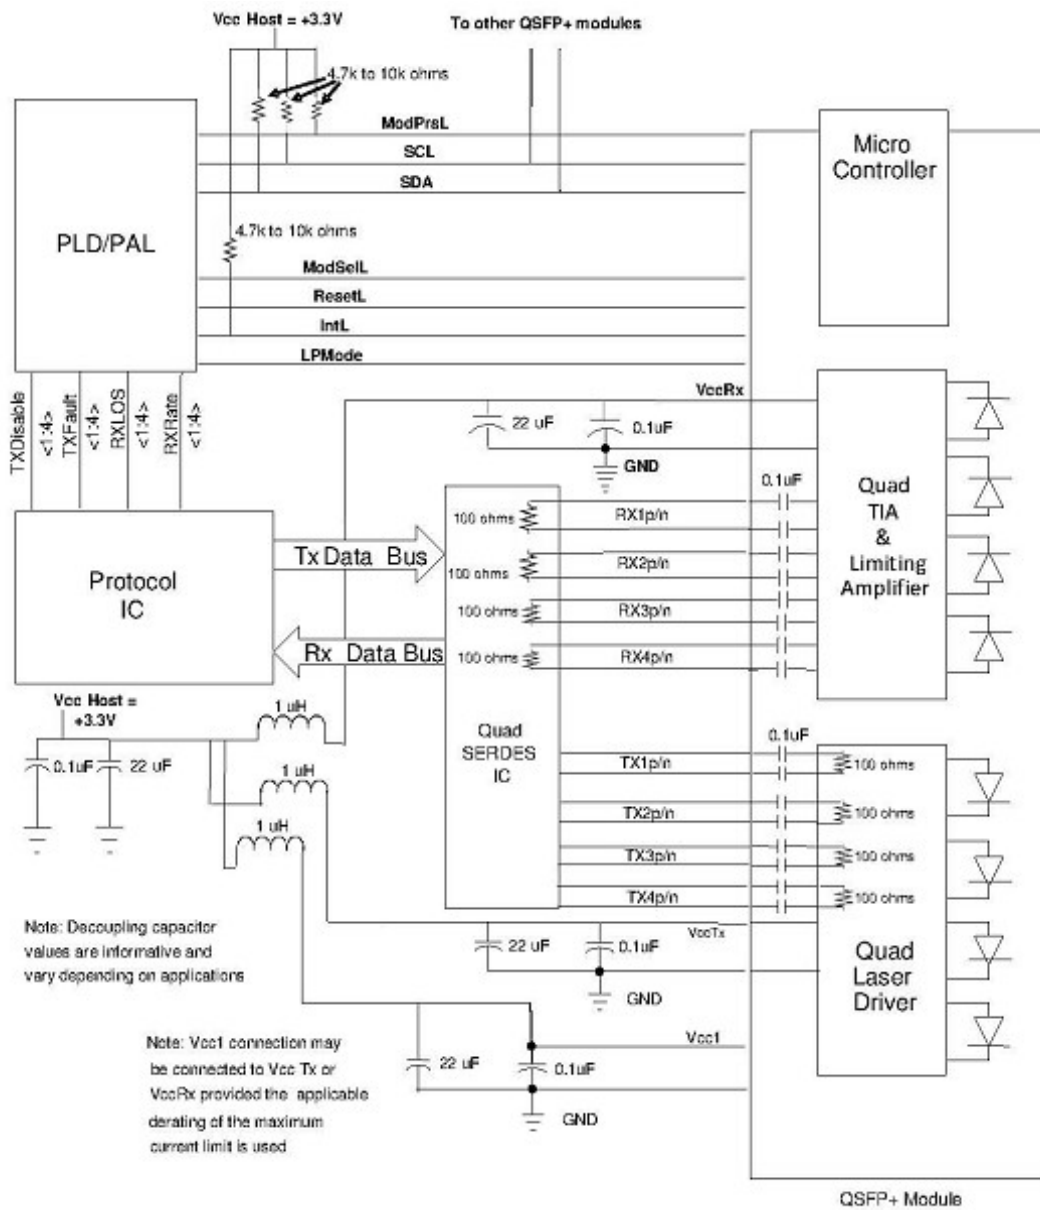 Vcc Host = +3.3V
To other QSFP+ modules
4.7k to 10k ohms
ModPrsL
SCL
SDA
Micro
Controller
PLD/PAL
4.7k to 10k ohms
ModSelL
ResetL
IntL
LPMode
TXDisable
<1:4>
TXFault
<1:4>
RXLOS
<1:4>
RXRate
<1:4>
VccRx
22 uF
0.1uF
GND
0.1uF
Quad
TIA
&
Limiting
Amplifier
100 ohms
RX1p/n
Tx Data Bus
100 ohms
RX2p/n
Protocol
IC
100 ohms
RX3p/n
Rx Data Bus
100 ohms
RX4p/n
Vcc Host =
+3.3V
1 uH
Quad
SERDES
IC
0.1uF
0.1uF
22 uF
1 uH
TX1p/n
100 ohms
1 uH
TX2p/n
100 ohms
TX3p/n
100 ohms
TX4p/n
100 ohms
Note: Decoupling capacitor
values are informative and
vary depending on applications
VccTx
22 uF
0.1uF
GND
Quad
Laser
Driver
Note: Vcc1 connection may
be connected to Vcc Tx or
VccRx provided the applicable
derating of the maximum
current limit is used
Vcc1
22 uF
0.1uF
GND
QSFP+ Module